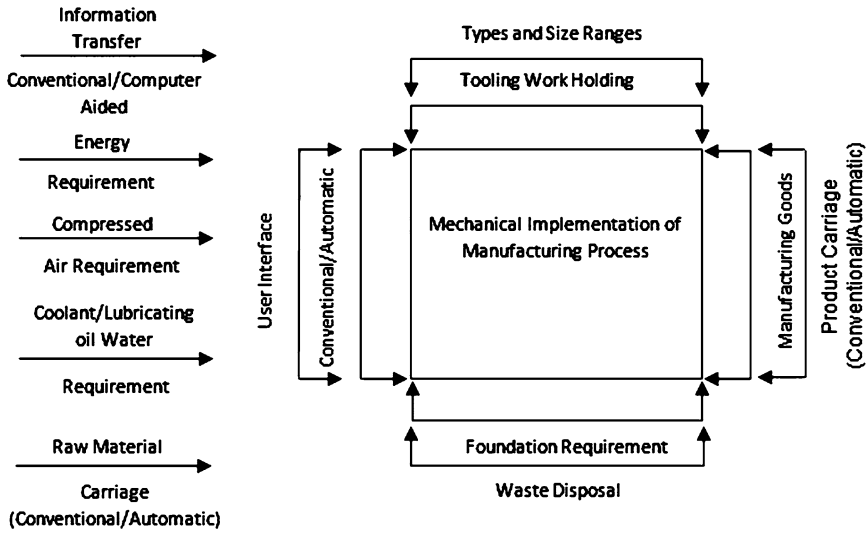 Information
Transfer
Conventional/Computer
Aided
Energy
Requirement
Compressed
Air Requirement
Coolant/Lubricating
oil Water
Requirement
Raw Material
Carriage
(Conventional/Automatic)
User Interface
Conventional/Automatic
Types and Size Ranges
Tooling Work Holding
Mechanical Implementation of
Manufacturing Process
Foundation Requirement
Waste Disposal
Manufacturing Goods
Product Carriage
(Conventional/Automatic)